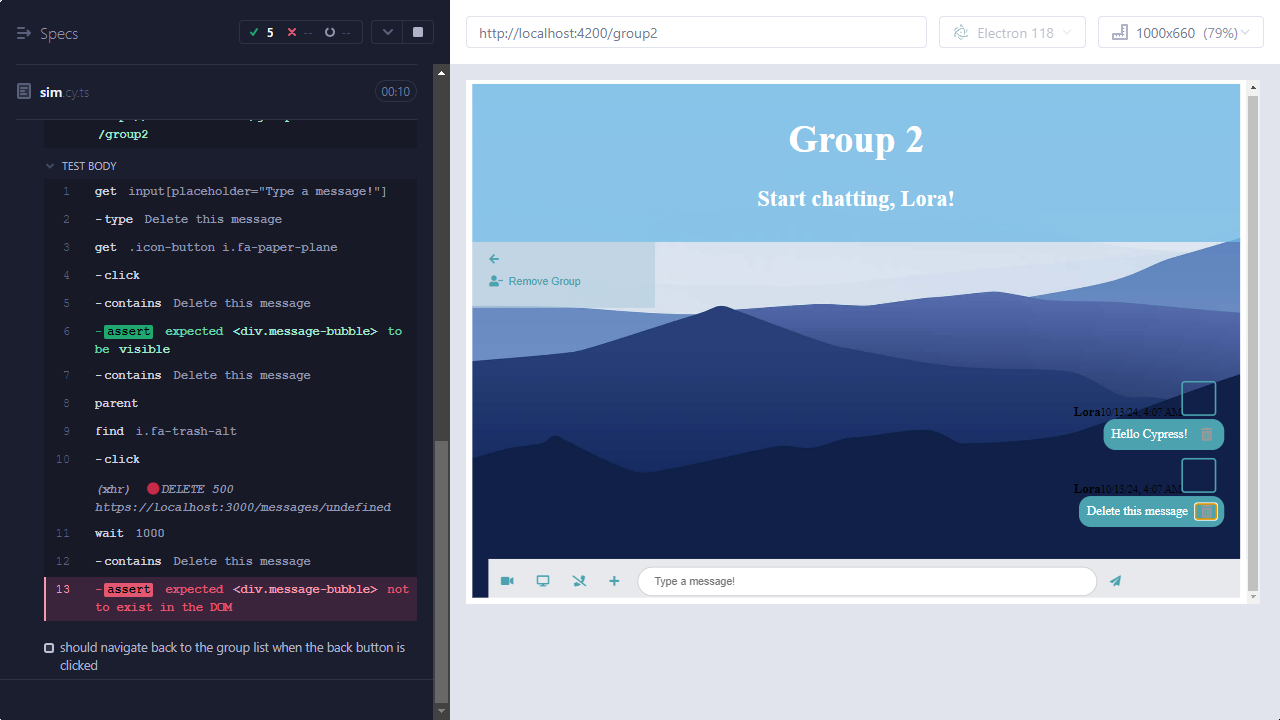 Specs
5 -- --
http://localhost:4200/group2
Electron 118
1000x660 (79%)
sim.cy.ts
00:10
/group2
TEST BODY
1 get input[placeholder="Type a message!"]
2 -type Delete this message
3 get .icon-button i.fa-paper-plane
4 -click
5 -contains Delete this message
6 -assert expected <div.message-bubble> to
be visible
7 -contains Delete this message
8 parent
9 find i.fa-trash-alt
10 -click
(xhr) DELETE 500
https://localhost:3000/messages/undefined
11 wait 1000
12 -contains Delete this message
13 -assert expected <div.message-bubble> not
to exist in the DOM
should navigate back to the group list when the back button is
clicked
Group 2
Start chatting, Lora!
Remove Group
Lora10/13/24, 4:07 AM
Hello Cypress!
Lora10/13/24, 4:07 AM
Delete this message
Type a message!